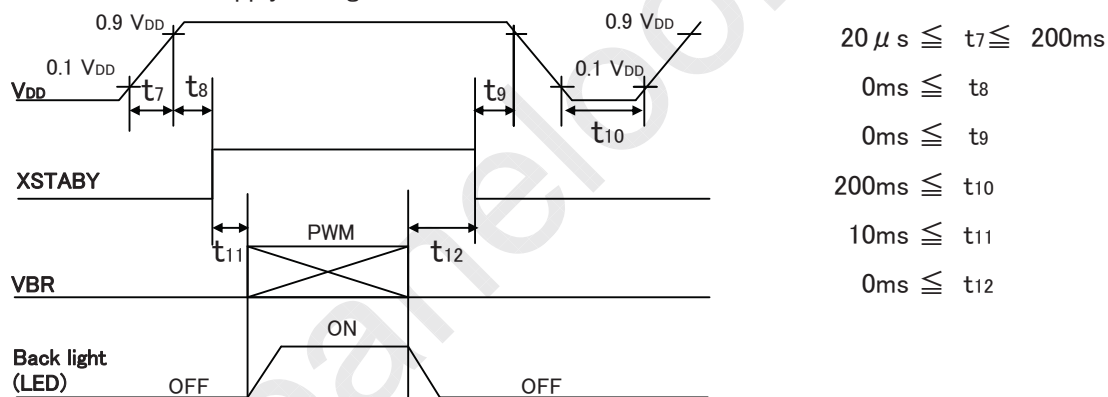 0.9 VDD
0.9 VDD
0.1 VDD
0.1 VDD
VDD
t7
t8
t9
t10
XSTABY
t11
PWM
t12
VBR
ON
Back light
(LED)
OFF
OFF
20 μ s ≦ t7≦ 200ms
0ms ≦ t8
0ms ≦ t9
200ms ≦ t10
10ms ≦ t11
0ms ≦ t12